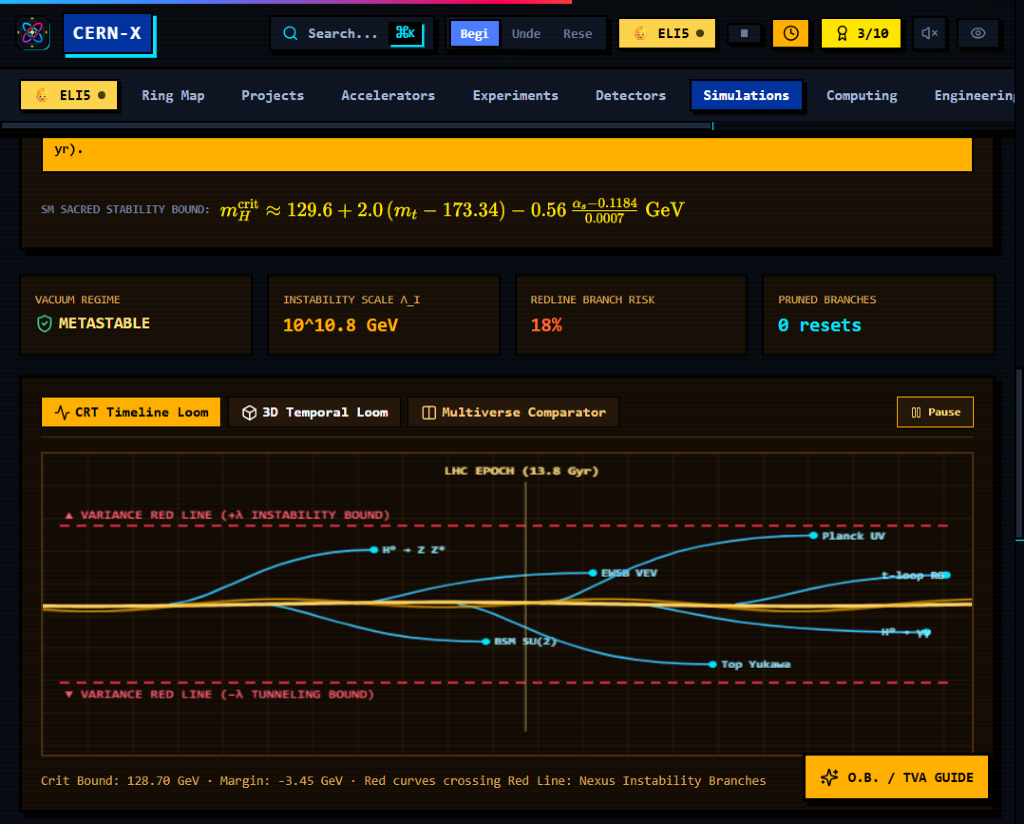 CERN-X
Search... ⌘K
Begi Unde Rese
ELI5
3/10
ELI5 Ring Map Projects Accelerators Experiments Detectors Simulations Computing Engineering
yr).
SM SACRED STABILITY BOUND: m_H^crit ≈ 129.6 + 2.0 (m_t − 173.34) − 0.56 (α_s−0.1184)/0.0007 GeV
VACUUM REGIME
METASTABLE
INSTABILITY SCALE Λ_I
10^10.8 GeV
REDLINE BRANCH RISK
18%
PRUNED BRANCHES
0 resets
CRT Timeline Loom 3D Temporal Loom Multiverse Comparator Pause
LHC EPOCH (13.8 Gyr)
▲ VARIANCE RED LINE (+λ INSTABILITY BOUND)
Planck UV
H⁰ → Z Z*
EWSB VEV
t-loop RG
H⁰ → γγ
BSM SU(2)
Top Yukawa
▼ VARIANCE RED LINE (−λ TUNNELING BOUND)
Crit Bound: 128.70 GeV · Margin: -3.45 GeV · Red curves crossing Red Line: Nexus Instability Branches
O.B. / TVA GUIDE